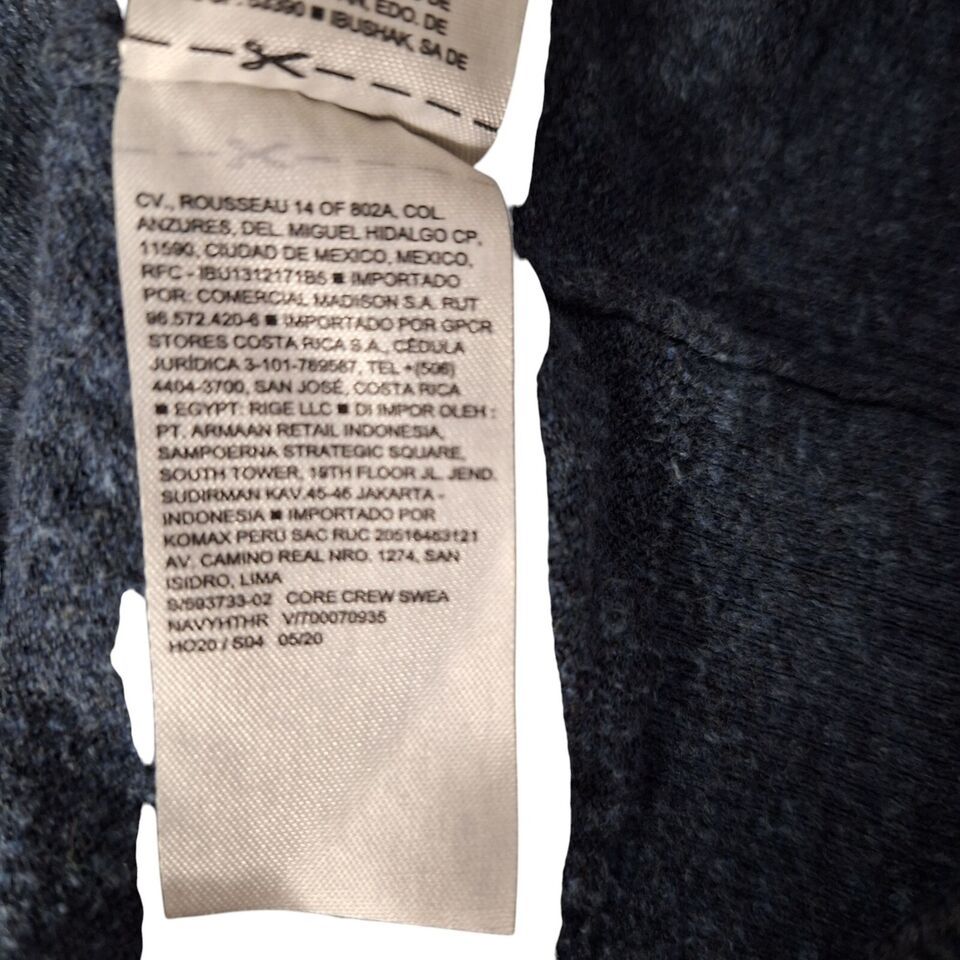 DE
AR, EDO. DE
52390 ■ IBUSHAK, SA DE
CV., ROUSSEAU 14 OF 802A, COL.
ANZURES, DEL. MIGUEL HIDALGO CP,
11590, CIUDAD DE MEXICO, MEXICO,
RFC - IBU1312171B5 ■ IMPORTADO
POR: COMERCIAL MADISON S.A. RUT
96.572.420-6 ■ IMPORTADO POR GPCR
STORES COSTA RICA S.A., CÉDULA
JURÍDICA 3-101-789587, TEL +(506)
4404-3700, SAN JOSÉ, COSTA RICA
■ EGYPT: RIGE LLC ■ DI IMPOR OLEH :
PT. ARMAAN RETAIL INDONESIA,
SAMPOERNA STRATEGIC SQUARE,
SOUTH TOWER, 19TH FLOOR JL. JEND.
SUDIRMAN KAV.45-46 JAKARTA -
INDONESIA ■ IMPORTADO POR
KOMAX PERÚ SAC RUC 20516483121
AV. CAMINO REAL NRO. 1274, SAN
ISIDRO, LIMA
S/593733-02 CORE CREW SWEA
NAVYHTHR V/700070935
HO20 / S04 05/20